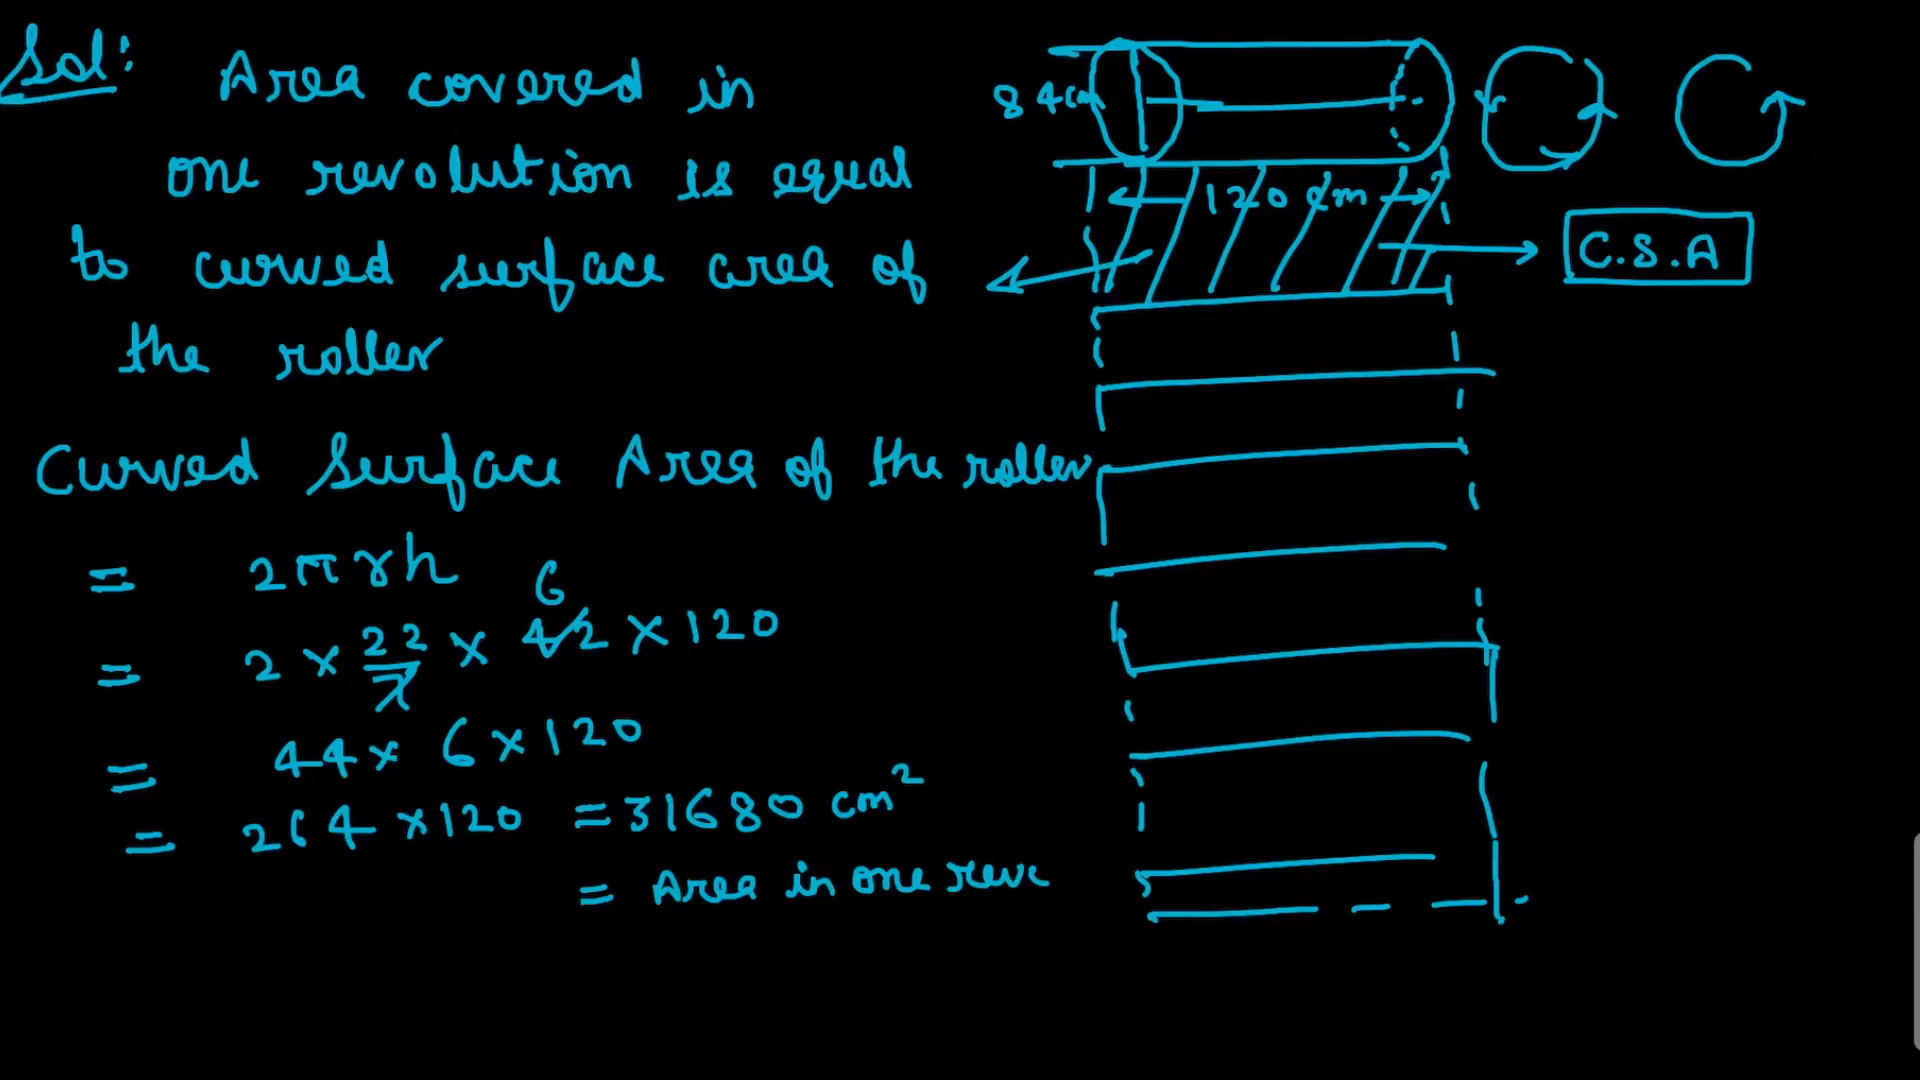 Sol:
Area covered in
one revolution is equal
to curved surface area of
the roller
84cm
120 cm
C.S.A
Curved Surface Area of the roller
= 2πrh
= 2 × 22/7 × 42 × 120
6
= 44 × 6 × 120
= 264 × 120 = 31680 cm²
= Area in one revo